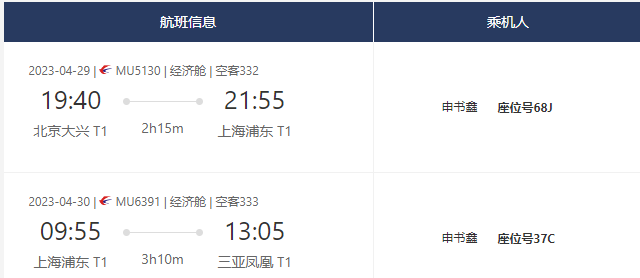 航班信息 乘机人
2023-04-29 | MU5130 | 经济舱 | 空客332
19:40 21:55
北京大兴 T1 2h15m 上海浦东 T1
申书鑫 座位号68J
2023-04-30 | MU6391 | 经济舱 | 空客333
09:55 13:05
上海浦东 T1 3h10m 三亚凤凰 T1
申书鑫 座位号37C